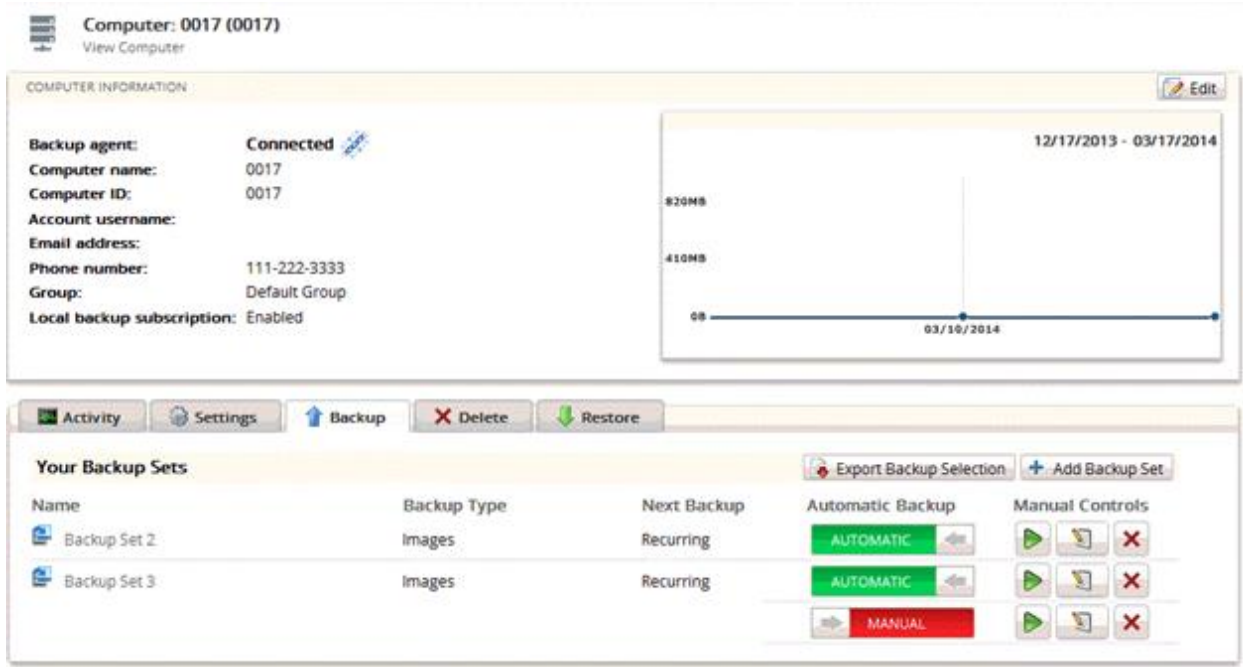 Computer: 0017 (0017)
View Computer
COMPUTER INFORMATION
Edit
Backup agent: Connected
Computer name: 0017
Computer ID: 0017
Account username:
Email address:
Phone number: 111-222-3333
Group: Default Group
Local backup subscription: Enabled
12/17/2013 - 03/17/2014
820MB
410MB
0B
03/10/2014
Activity Settings Backup Delete Restore
Your Backup Sets Export Backup Selection Add Backup Set
Name Backup Type Next Backup Automatic Backup Manual Controls
Backup Set 2 Images Recurring AUTOMATIC
Backup Set 3 Images Recurring AUTOMATIC
MANUAL